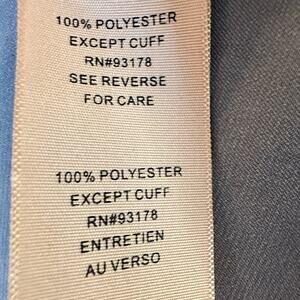 100% POLYESTER
EXCEPT CUFF
RN#93178
SEE REVERSE
FOR CARE
100% POLYESTER
EXCEPT CUFF
RN#93178
ENTRETIEN
AU VERSO